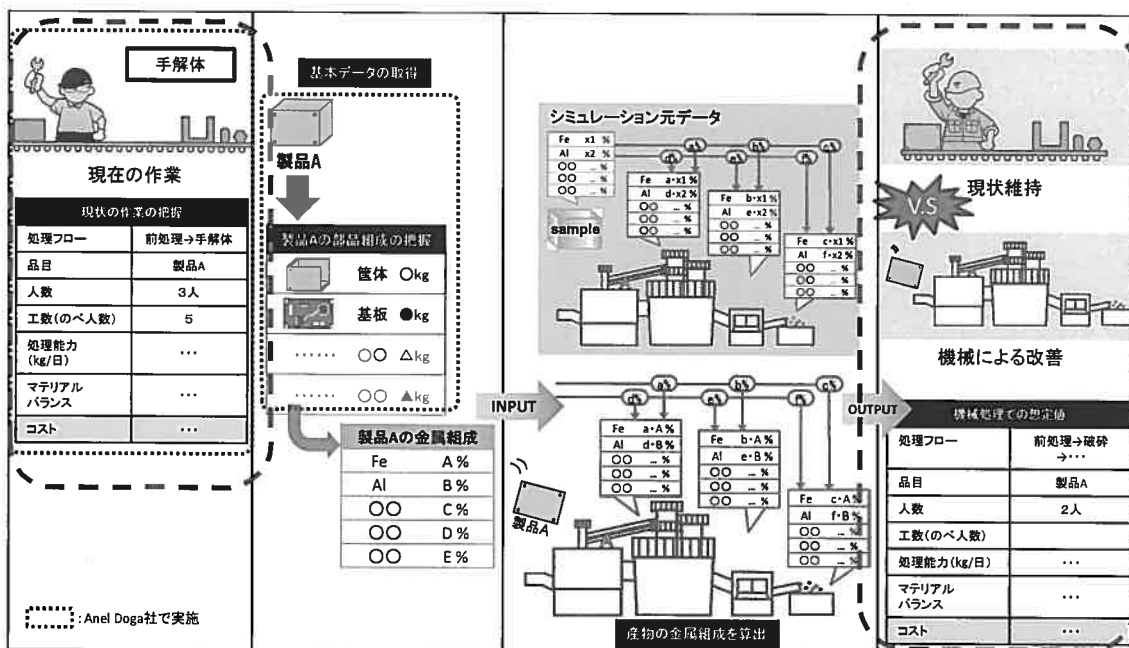 手解体
現在の作業
現状の作業の把握
処理フロー 前処理→手解体
品目 製品A
人数 3人
工数(のべ人数) 5
処理能力 (kg/日) ・・・
マテリアル バランス ・・・
コスト ・・・
:Anel Doga社で実施
基本データの取得
製品A
製品Aの部品組成の把握
筐体 ○kg
基板 ●kg
…… ○○ △kg
…… ○○ ▲kg
製品Aの金属組成
Fe A%
Al B%
○○ C%
○○ D%
○○ E%
INPUT
シミュレーション元データ
Fe x1 %
Al x2 %
○○ … %
○○ … %
○○ … %
sample
a% b% c%
d% e% f%
Fe a・x1%
Al d・x2%
○○ … %
○○ … %
○○ … %
Fe b・x1%
Al e・x2%
○○ … %
○○ … %
○○ … %
Fe c・x1%
Al f・x2%
○○ … %
○○ … %
○○ … %
a% b% c%
d% e% f%
Fe a・A%
Al d・B%
○○ … %
○○ … %
○○ … %
Fe b・A%
Al e・B%
○○ … %
○○ … %
○○ … %
Fe c・A%
Al f・B%
○○ … %
○○ … %
○○ … %
製品A
産物の金属組成を算出
OUTPUT
現状維持
V.S
機械による改善
機械処理での想定値
処理フロー 前処理→破砕→・・・
品目 製品A
人数 2人
工数(のべ人数)
処理能力(kg/日) ・・・
マテリアル バランス ・・・
コスト ・・・